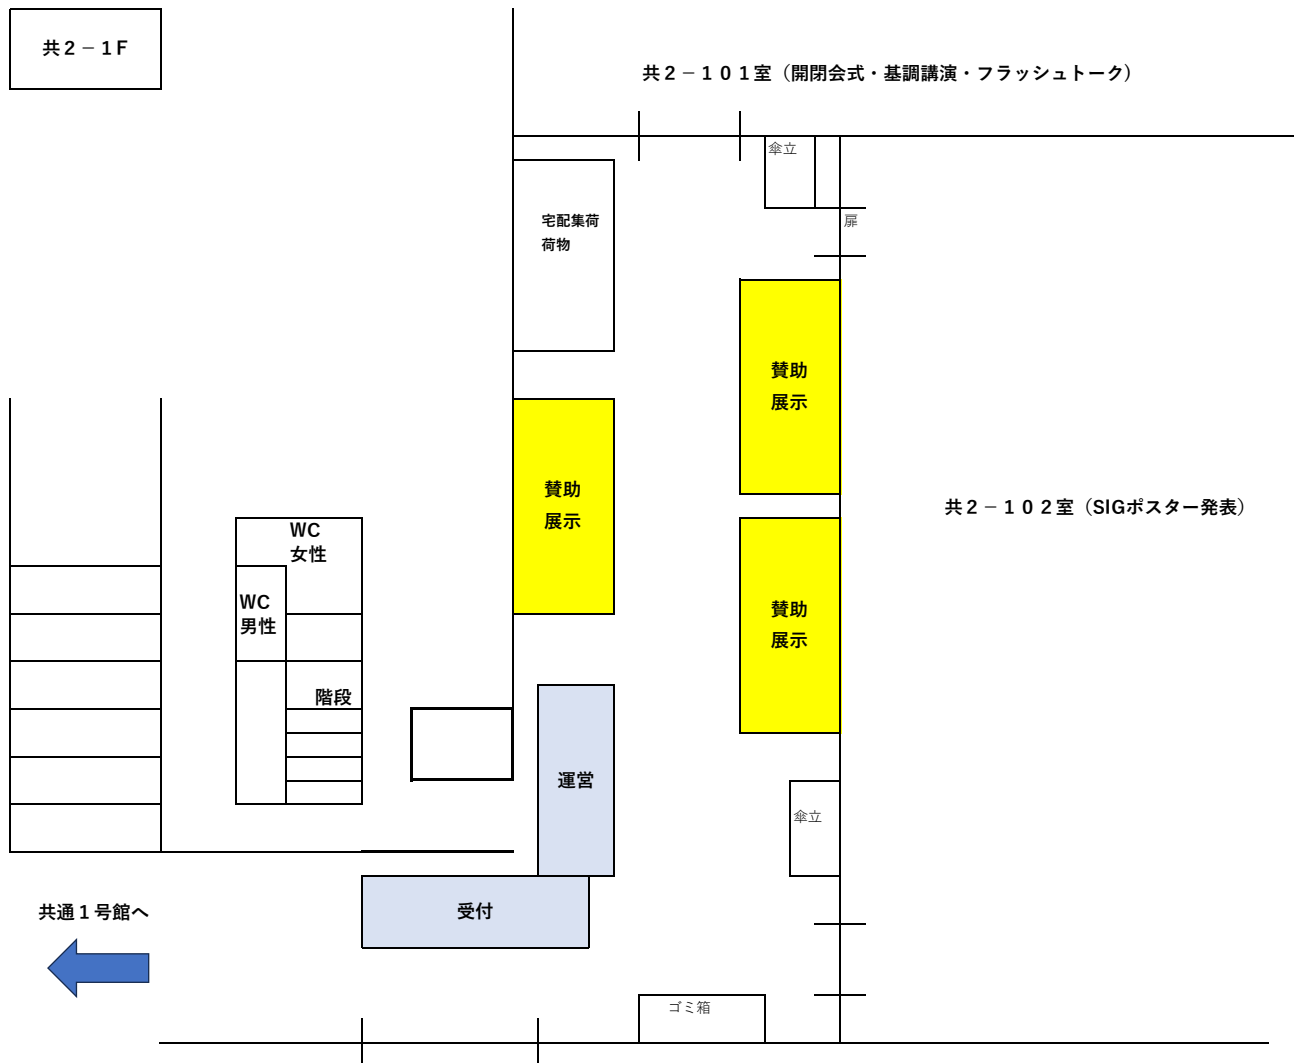 共２－１F
共２－１０１室（開閉会式・基調講演・フラッシュトーク）
傘立
宅配集荷
荷物
扉
賛助
展示
賛助
展示
共２－１０２室（SIGポスター発表）
WC
女性
WC
男性
賛助
展示
階段
運営
傘立
受付
共通１号館へ
ゴミ箱